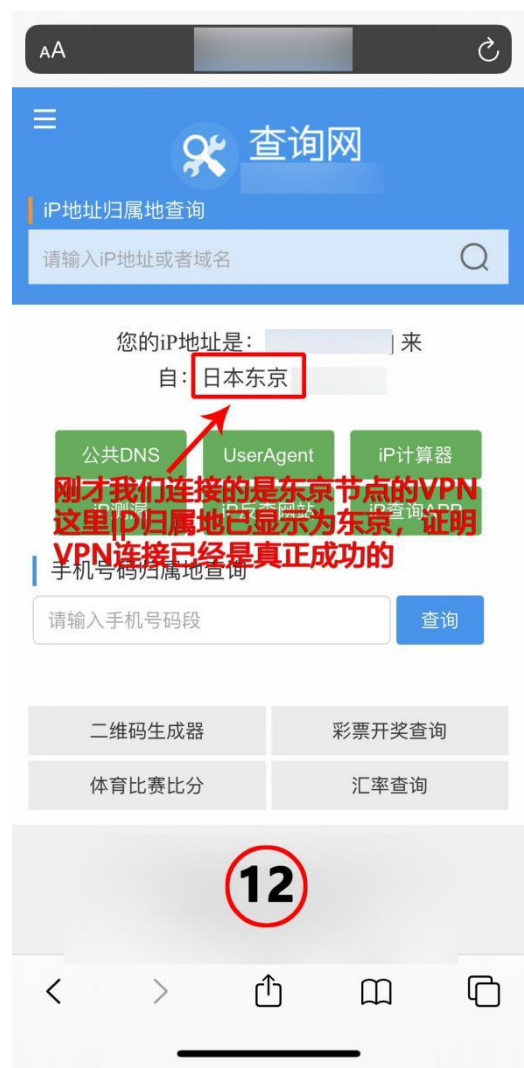 AA
查询网
iP地址归属地查询
请输入iP地址或者域名
您的iP地址是：
来
自：日本东京
公共DNS
UserAgent
iP计算器
刚才我们连接的是东京节点的VPN
这里IP归属地已显示为东京，证明
VPN连接已经是真正成功的
手机号码归属地查询
请输入手机号码段
查询
二维码生成器
彩票开奖查询
体育比赛比分
汇率查询
12